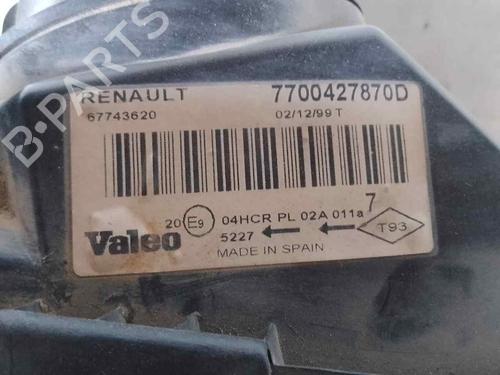 RENAULT 7700427870D
67743620 02/12/99 T
7
20 E9 04HCR PL 02A 011a
Valeo 5227 T93
MADE IN SPAIN
B-PARTS